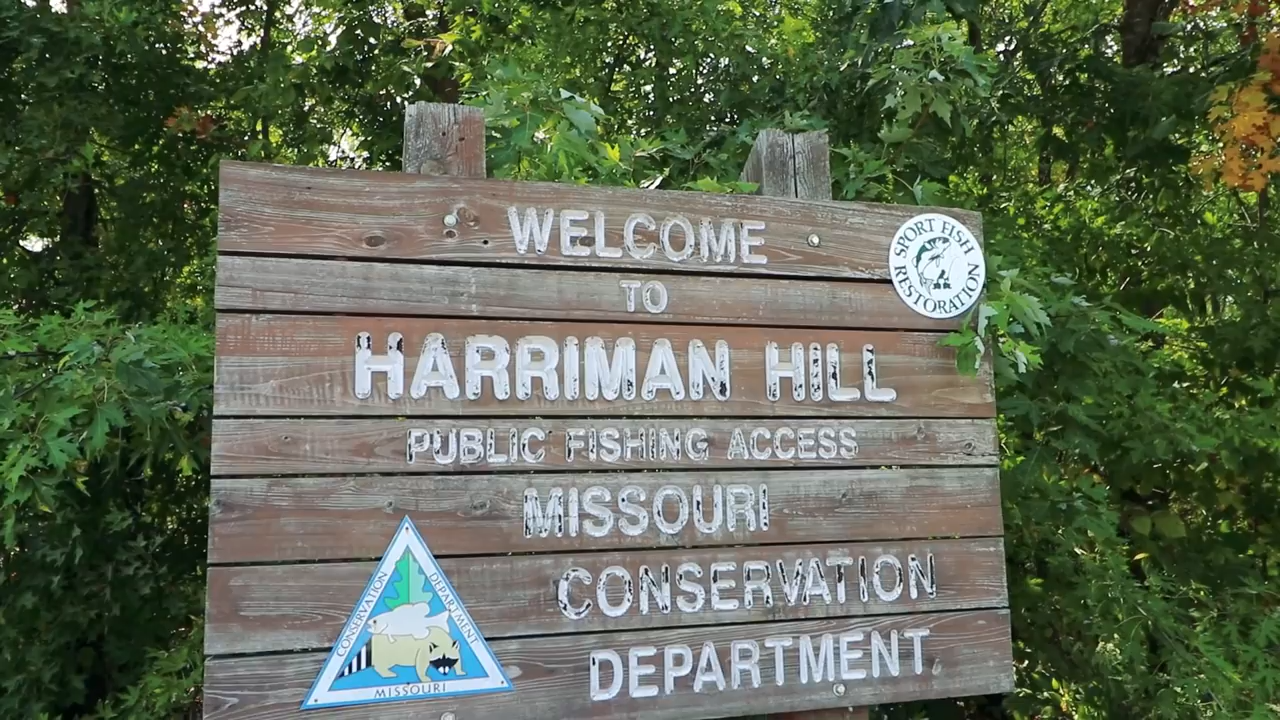 WELCOME
TO
HARRIMAN HILL
PUBLIC FISHING ACCESS
MISSOURI
CONSERVATION
DEPARTMENT
SPORT FISH
RESTORATION
CONSERVATION
DEPARTMENT
MISSOURI